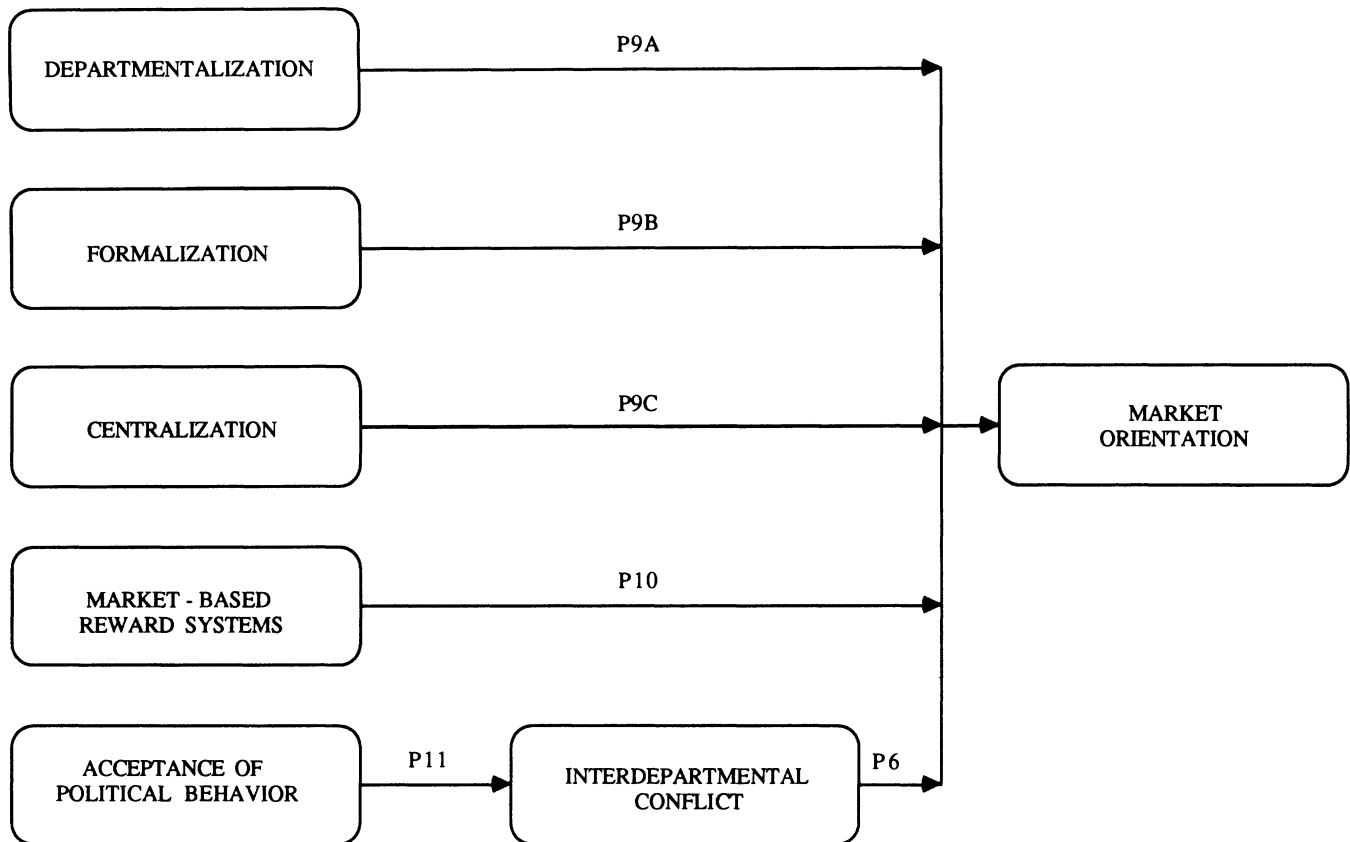 P9A
DEPARTMENTALIZATION
P9B
FORMALIZATION
P9C
CENTRALIZATION
MARKET
ORIENTATION
P10
MARKET - BASED
REWARD SYSTEMS
P11
P6
ACCEPTANCE OF
POLITICAL BEHAVIOR
INTERDEPARTMENTAL
CONFLICT